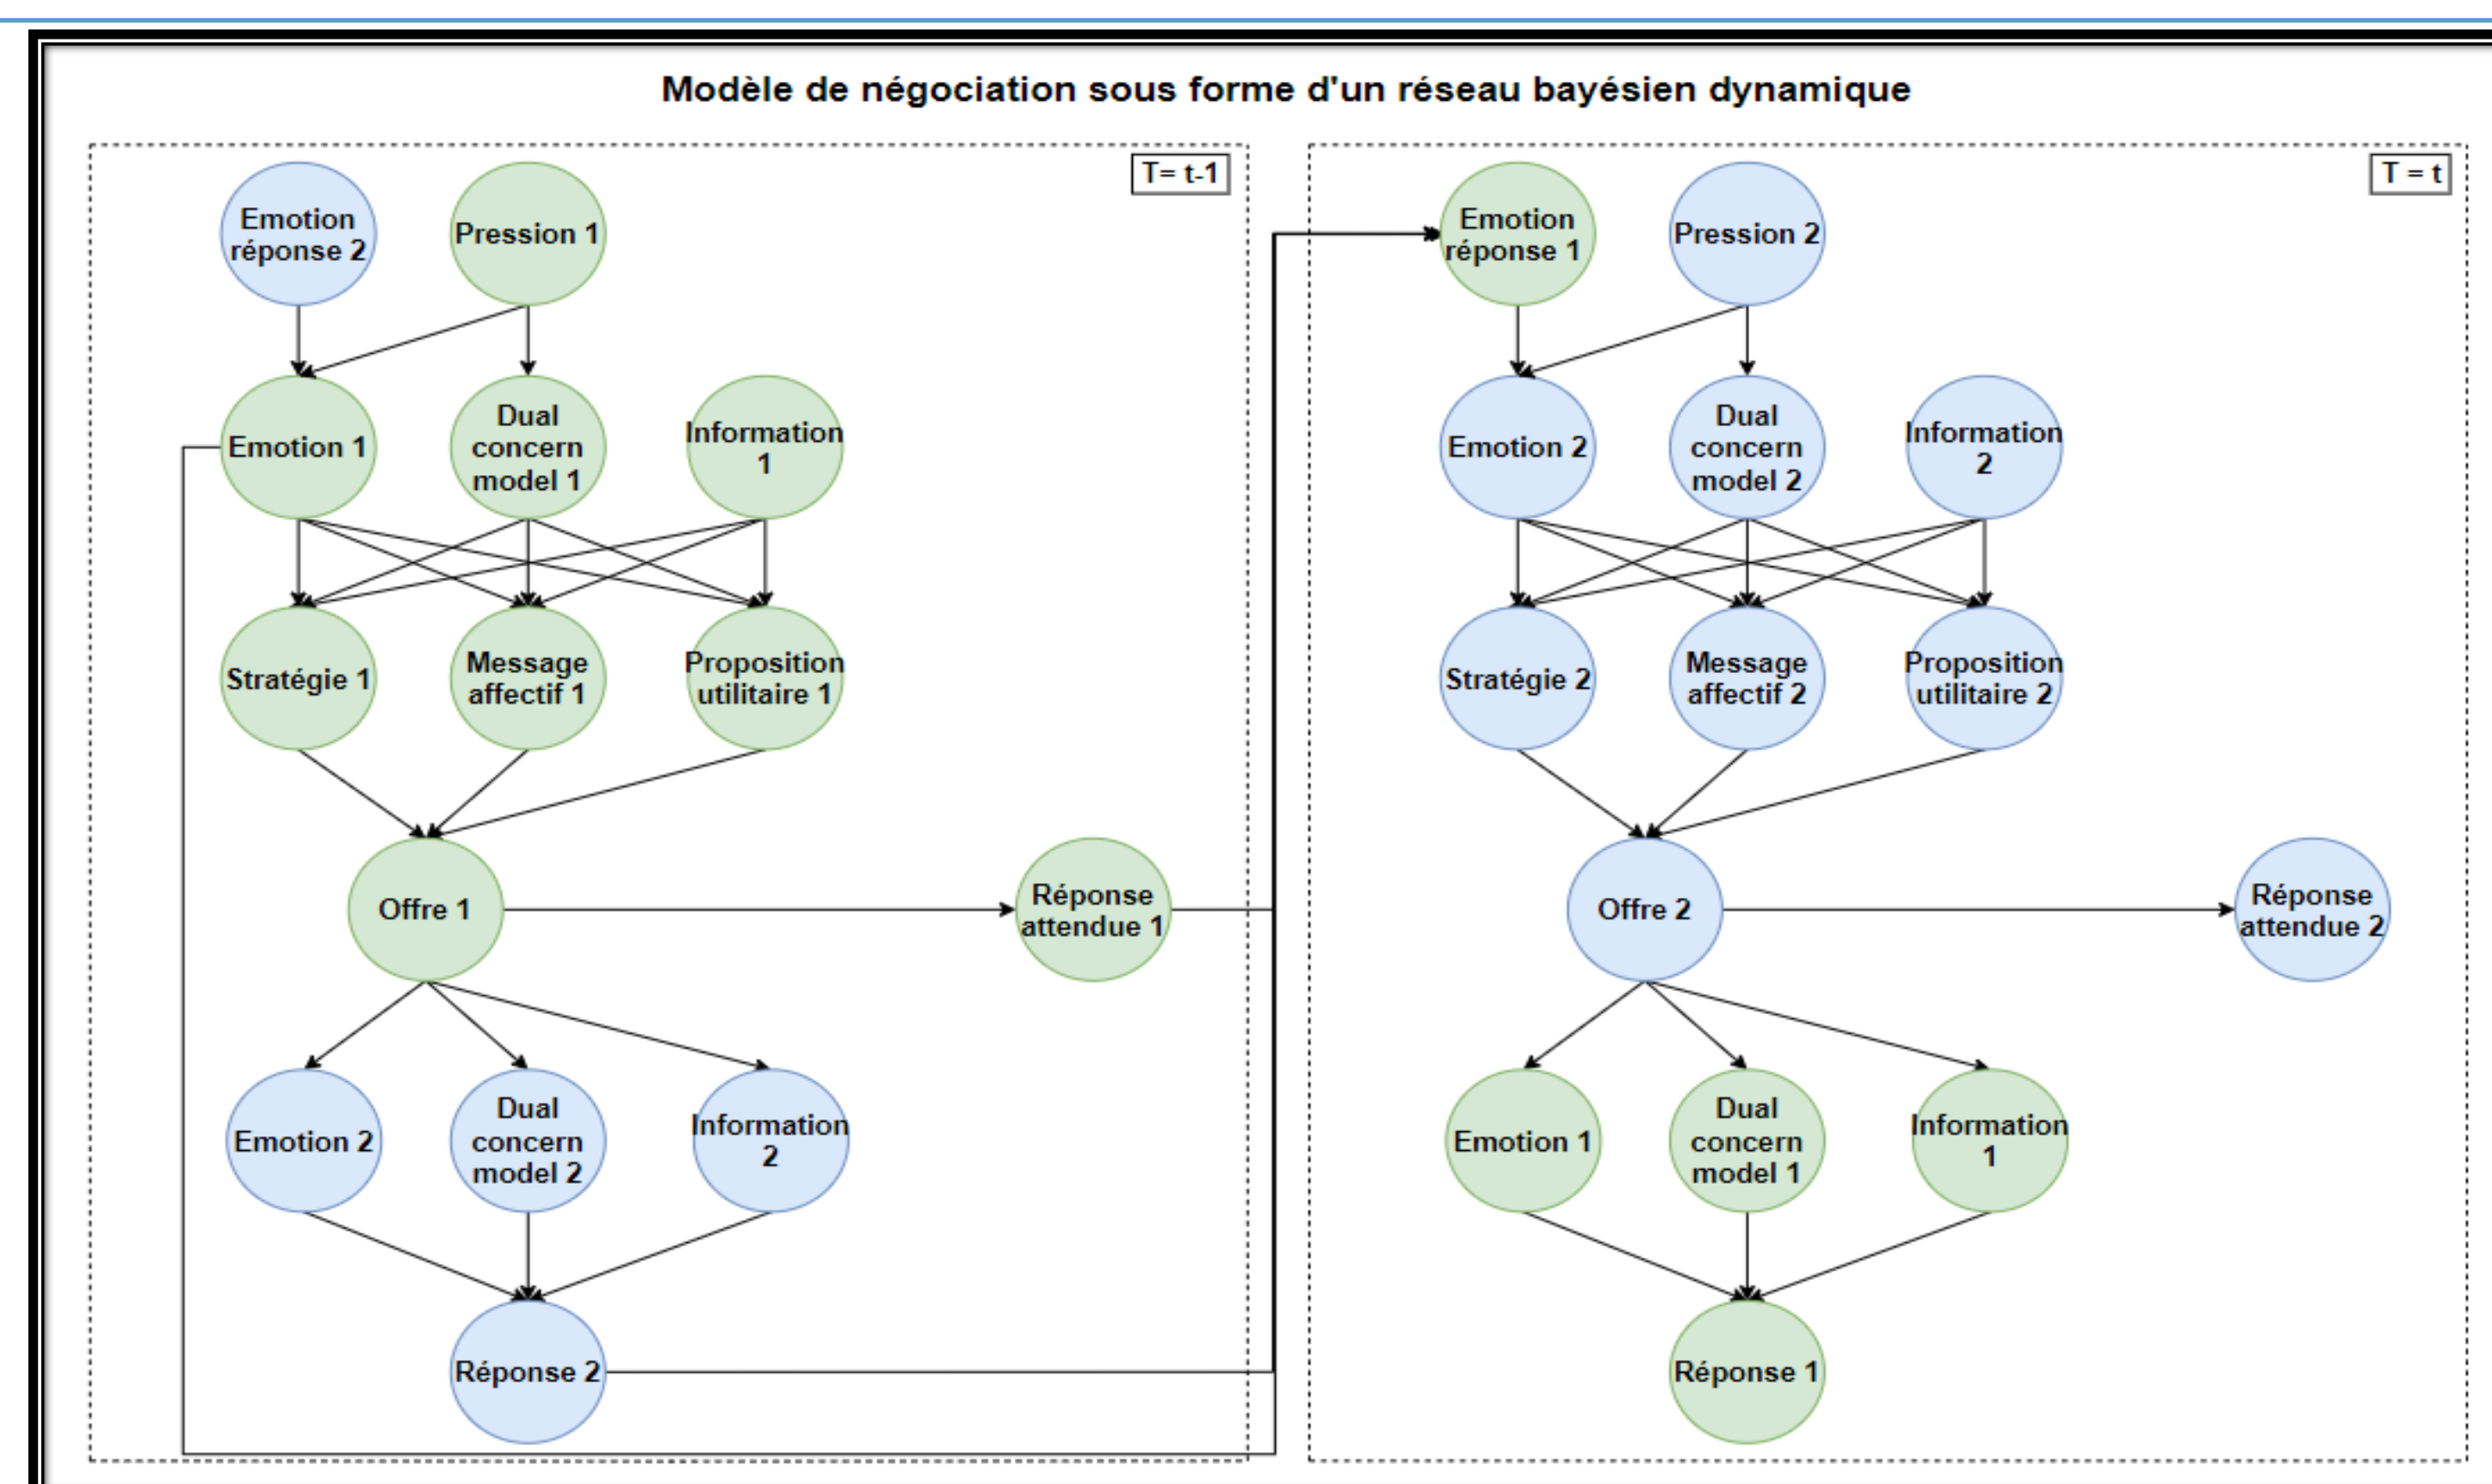 Modèle de négociation sous forme d'un réseau bayésien dynamique
T= t-1
Emotion
réponse 2
Pression 1
Emotion 1
Dual
concern
model 1
Information
1
Stratégie 1
Message
affectif 1
Proposition
utilitaire 1
Offre 1
Réponse
attendue 1
Emotion 2
Dual
concern
model 2
Information
2
Réponse 2
T = t
Emotion
réponse 1
Pression 2
Emotion 2
Dual
concern
model 2
Information
2
Stratégie 2
Message
affectif 2
Proposition
utilitaire 2
Offre 2
Réponse
attendue 2
Emotion 1
Dual
concern
model 1
Information
1
Réponse 1